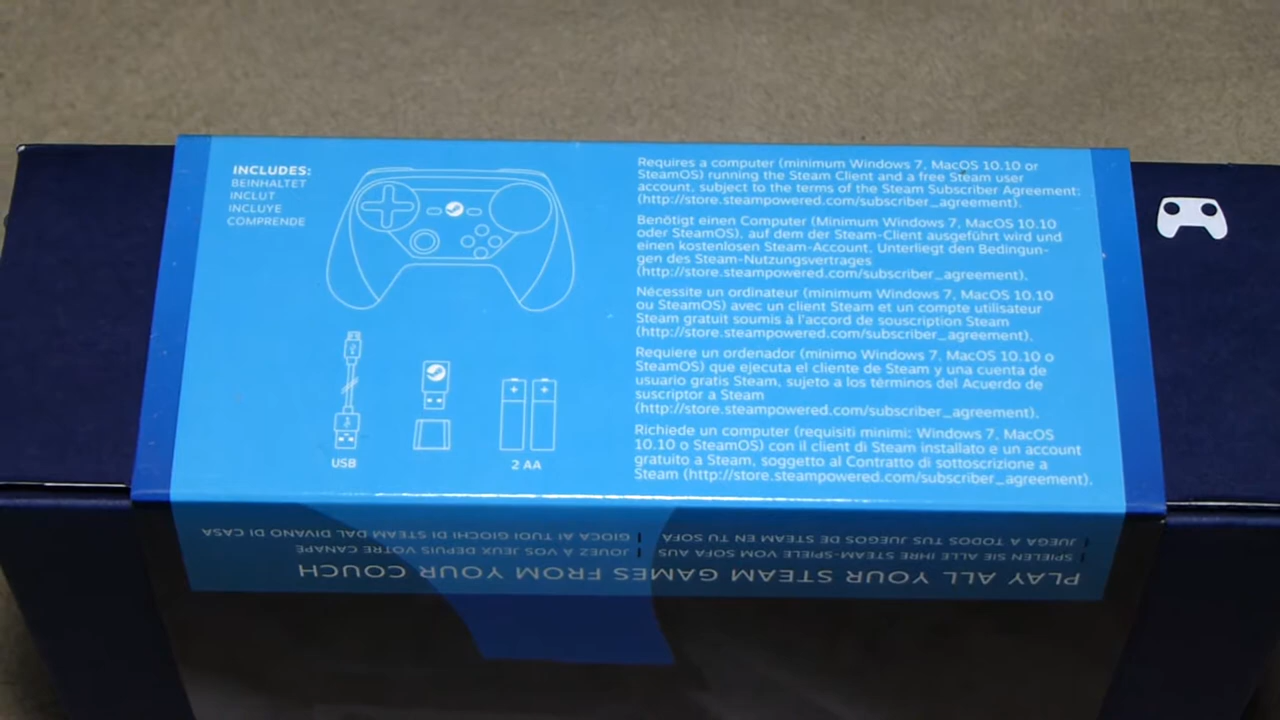 INCLUDES:
BEINHALTET
INCLUT
INCLUYE
COMPRENDE
USB
2 AA
Requires a computer (minimum Windows 7, MacOS 10.10 or
SteamOS) running the Steam Client and a free Steam user
account, subject to the terms of the Steam Subscriber Agreement:
(http://store.steampowered.com/subscriber_agreement).
Benötigt einen Computer (Minimum Windows 7, MacOS 10.10
oder SteamOS), auf dem der Steam-Client ausgeführt wird und
einen kostenlosen Steam-Account. Unterliegt den Bedingun-
gen des Steam-Nutzungsvertrages
(http://store.steampowered.com/subscriber_agreement).
Nécessite un ordinateur (minimum Windows 7, MacOS 10.10
ou SteamOS) avec un client Steam et un compte utilisateur
Steam gratuit soumis à l'accord de souscription Steam
(http://store.steampowered.com/subscriber_agreement).
Requiere un ordenador (minimo Windows 7, MacOS 10.10 o
SteamOS) que ejecuta el cliente de Steam y una cuenta de
usuario gratis Steam, sujeto a los términos del Acuerdo de
suscriptor a Steam
(http://store.steampowered.com/subscriber_agreement).
Richiede un computer (requisiti minimi: Windows 7, MacOS
10.10 o SteamOS) con il client di Steam installato e un account
gratuito a Steam, soggetto al Contratto di sottoscrizione a
Steam (http://store.steampowered.com/subscriber_agreement).
PLAY ALL YOUR STEAM GAMES FROM YOUR COUCH
| SPIELEN SIE ALLE IHRE STEAM-SPIELE VOM SOFA AUS | JOUEZ À VOS JEUX DEPUIS VOTRE CANAPE
| JUEGA A TODOS TUS JUEGOS DE STEAM EN TU SOFA | GIOCA AI TUDI GIOCHI DI STEAM DAL DIVANO DI CASA